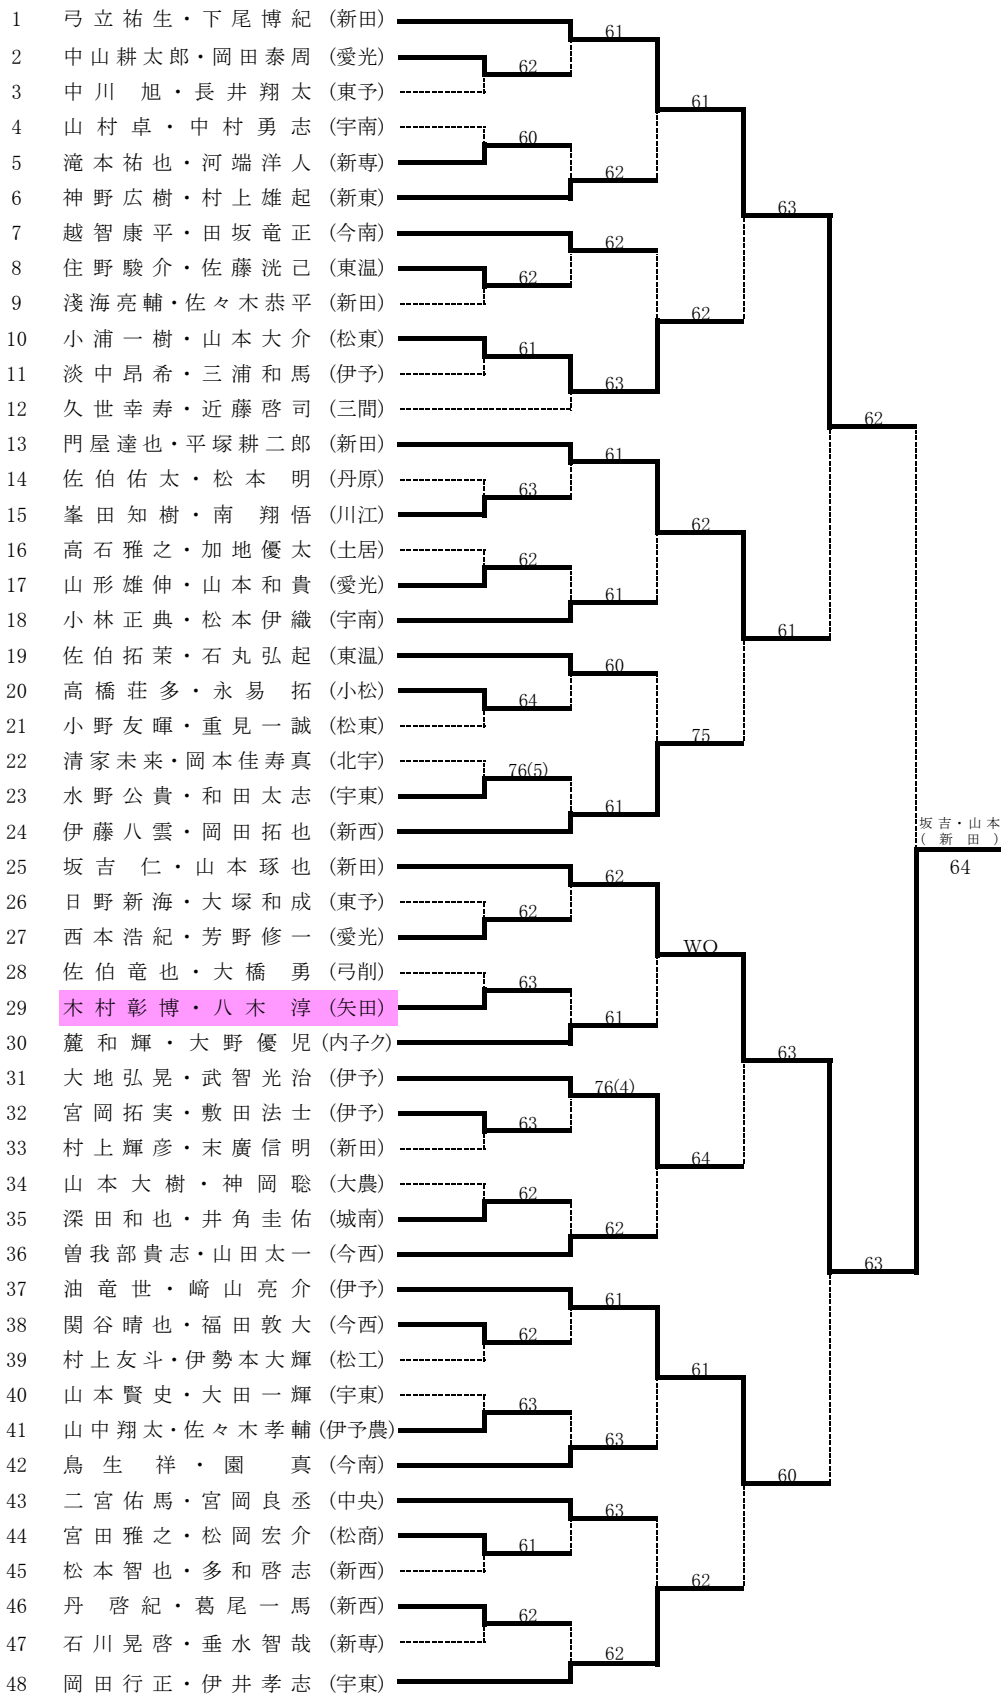 1 弓立祐生・下尾博紀 (新田)
2 中山耕太郎・岡田泰周 (愛光)
3 中川 旭・長井翔太 (東予)
4 山村卓・中村勇志 (宇南)
5 滝本祐也・河端洋人 (新専)
6 神野広樹・村上雄起 (新東)
7 越智康平・田坂竜正 (今南)
8 住野駿介・佐藤洸己 (東温)
9 淺海亮輔・佐々木恭平 (新田)
10 小浦一樹・山本大介 (松東)
11 淡中昂希・三浦和馬 (伊予)
12 久世幸寿・近藤啓司 (三間)
13 門屋達也・平塚耕二郎 (新田)
14 佐伯佑太・松本 明 (丹原)
15 峯田知樹・南 翔悟 (川江)
16 高石雅之・加地優太 (土居)
17 山形雄伸・山本和貴 (愛光)
18 小林正典・松本伊織 (宇南)
19 佐伯拓茉・石丸弘起 (東温)
20 高橋荘多・永易 拓 (小松)
21 小野友暉・重見一誠 (松東)
22 清家未来・岡本佳寿真 (北宇)
23 水野公貴・和田太志 (宇東)
24 伊藤八雲・岡田拓也 (新西)
25 坂吉 仁・山本琢也 (新田)
26 日野新海・大塚和成 (東予)
27 西本浩紀・芳野修一 (愛光)
28 佐伯竜也・大橋 勇 (弓削)
29 木村彰博・八木 淳 (矢田)
30 麓和輝・大野優児 (内子ク)
31 大地弘晃・武智光治 (伊予)
32 宮岡拓実・敷田法士 (伊予)
33 村上輝彦・末廣信明 (新田)
34 山本大樹・神岡聡 (大農)
35 深田和也・井角圭佑 (城南)
36 曽我部貴志・山田太一 (今西)
37 油竜世・﨑山亮介 (伊予)
38 関谷晴也・福田敦大 (今西)
39 村上友斗・伊勢本大輝 (松工)
40 山本賢史・大田一輝 (宇東)
41 山中翔太・佐々木孝輔 (伊予農)
42 鳥生 祥・園 真 (今南)
43 二宮佑馬・宮岡良丞 (中央)
44 宮田雅之・松岡宏介 (松商)
45 松本智也・多和啓志 (新西)
46 丹 啓紀・葛尾一馬 (新西)
47 石川晃啓・垂水智哉 (新専)
48 岡田行正・伊井孝志 (宇東)
62
60
62
61
63
62
64
76(5)
62
63
63
62
62
63
61
62
61
62
62
63
61
61
60
61
62
61
76(4)
62
61
63
63
62
61
62
62
75
WO
64
61
62
63
61
63
60
62
63
坂吉・山本
(新田)
64